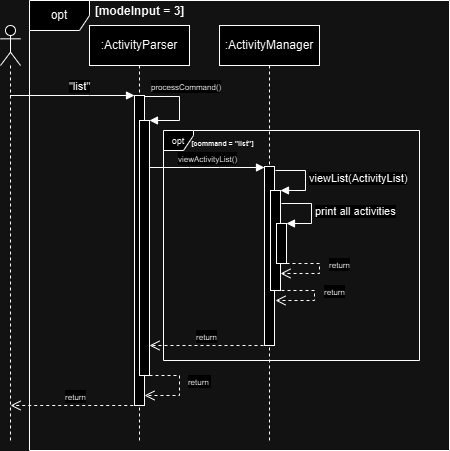 opt
[modeInput = 3]
:ActivityParser
:ActivityManager
"list"
processCommand()
opt
[command = "list"]
viewActivityList()
viewList(ActivityList)
print all activities
return
return
return
return
return